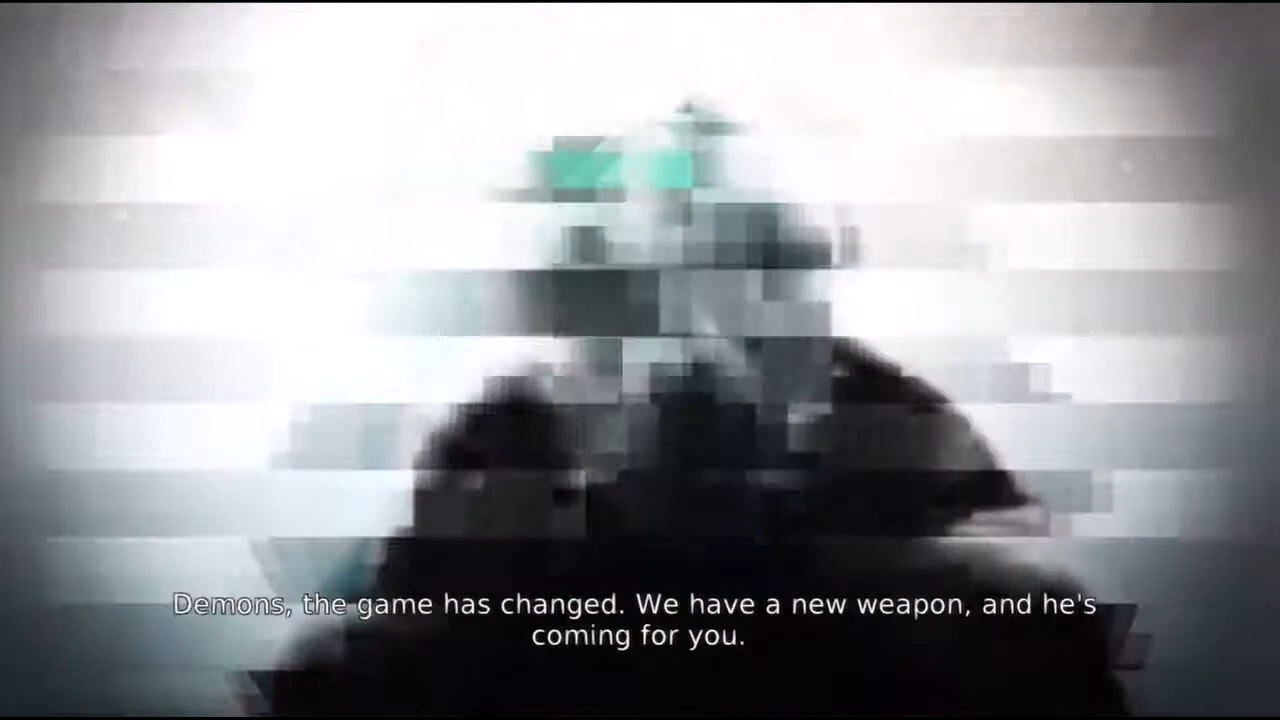 Demons, the game has changed. We have a new weapon, and he's
coming for you.